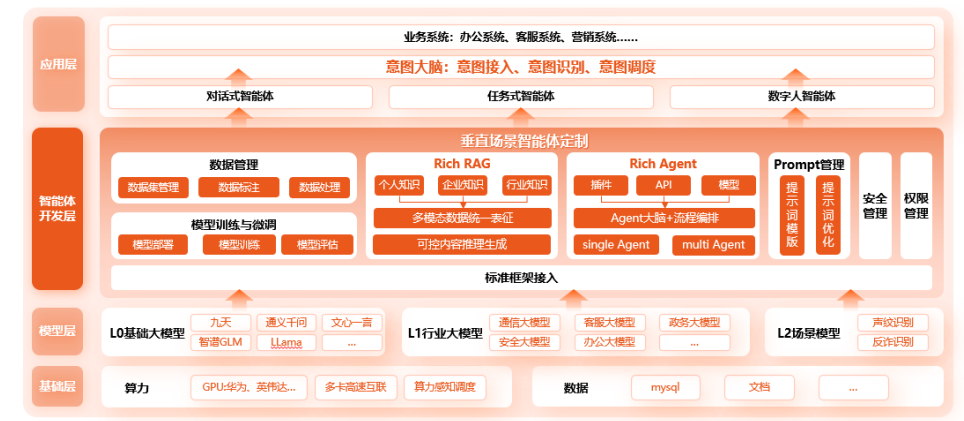 应用层
业务系统：办公系统、客服系统、营销系统......
意图大脑：意图接入、意图识别、意图调度
对话式智能体
任务式智能体
数字人智能体
智能体
开发层
垂直场景智能体定制
数据管理
数据集管理
数据标注
数据处理
模型训练与微调
模型部署
模型训练
模型评估
Rich RAG
个人知识
企业知识
行业知识
多模态数据统一表征
可控内容推理生成
Rich Agent
插件
API
模型
Agent大脑+流程编排
single Agent
multi Agent
Prompt管理
提示词模版
提示词优化
安全
管理
权限
管理
标准框架接入
模型层
L0基础大模型
九天
通义千问
文心一言
智谱GLM
LLama
...
L1行业大模型
通信大模型
客服大模型
政务大模型
安全大模型
办公大模型
...
L2场景模型
声纹识别
反诈识别
基础层
算力
GPU:华为、英伟达...
多卡高速互联
算力感知调度
数据
mysql
文档
...